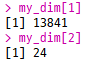 > my_dim[1]
[1] 13841
> my_dim[2]
[1] 24